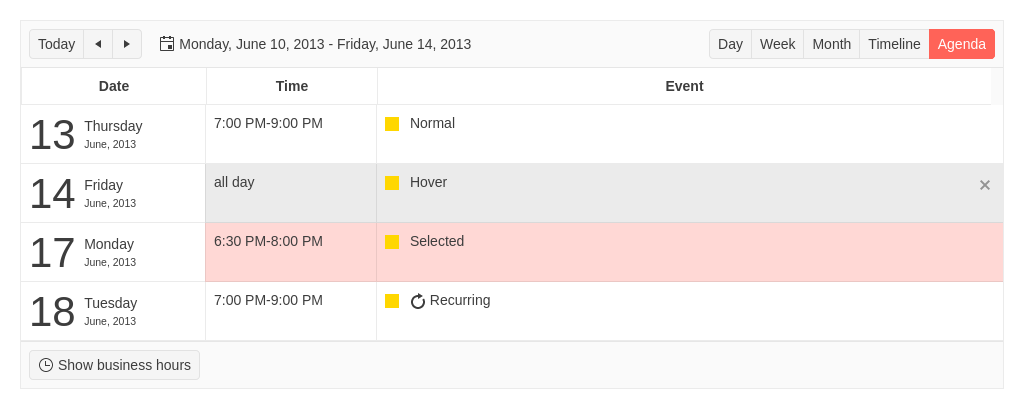 Today Monday, June 10, 2013 - Friday, June 14, 2013 Day Week Month Timeline Agenda
Date Time Event
13 Thursday June, 2013 7:00 PM-9:00 PM Normal
14 Friday June, 2013 all day Hover
17 Monday June, 2013 6:30 PM-8:00 PM Selected
18 Tuesday June, 2013 7:00 PM-9:00 PM Recurring
Show business hours